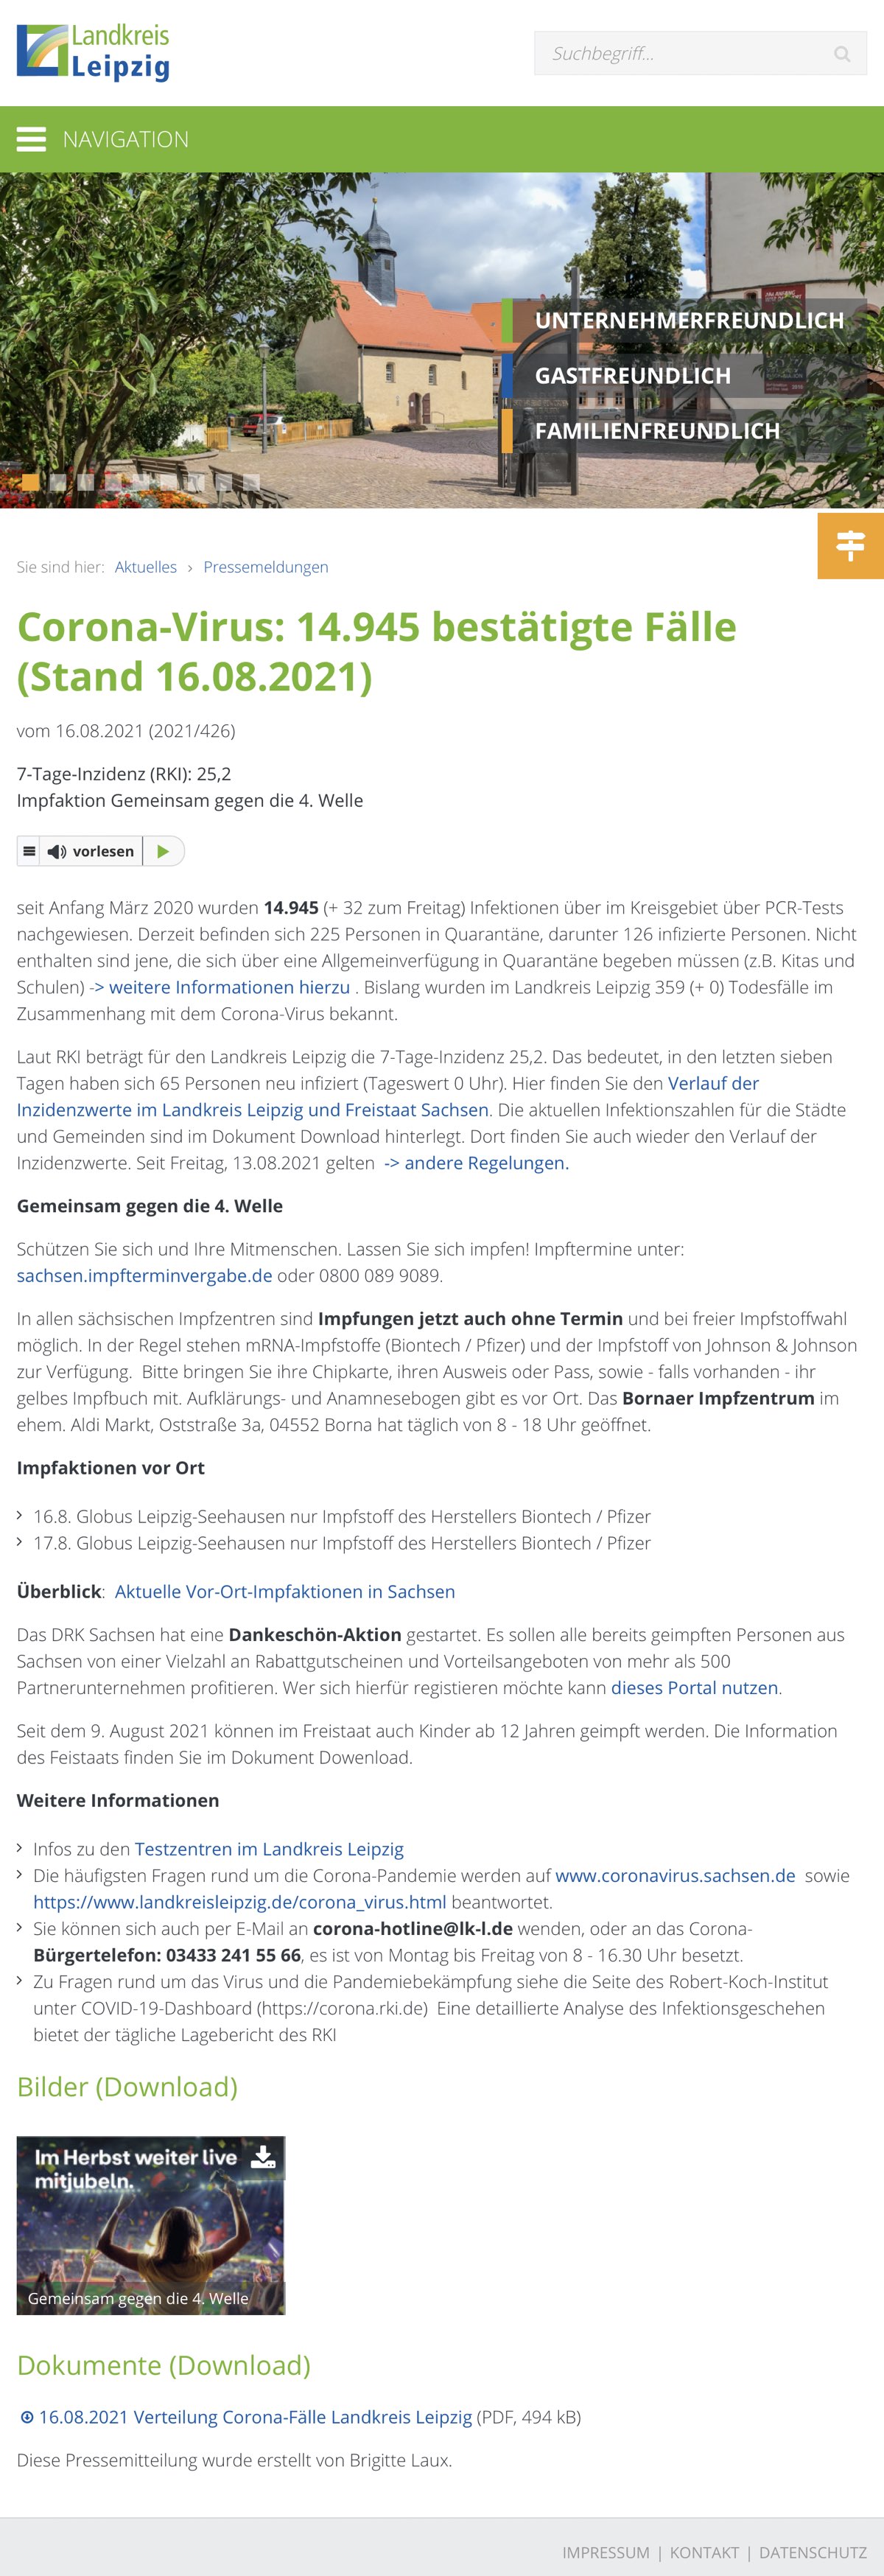 Landkreis
Leipzig
Suchbegriff...
NAVIGATION
UNTERNEHMERFREUNDLICH
GASTFREUNDLICH
FAMILIENFREUNDLICH
Sie sind hier: Aktuelles › Pressemeldungen
Corona-Virus: 14.945 bestätigte Fälle
(Stand 16.08.2021)
vom 16.08.2021 (2021/426)
7-Tage-Inzidenz (RKI): 25,2
Impfaktion Gemeinsam gegen die 4. Welle
vorlesen
seit Anfang März 2020 wurden 14.945 (+ 32 zum Freitag) Infektionen über im Kreisgebiet über PCR-Tests
nachgewiesen. Derzeit befinden sich 225 Personen in Quarantäne, darunter 126 infizierte Personen. Nicht
enthalten sind jene, die sich über eine Allgemeinverfügung in Quarantäne begeben müssen (z.B. Kitas und
Schulen) -> weitere Informationen hierzu . Bislang wurden im Landkreis Leipzig 359 (+ 0) Todesfälle im
Zusammenhang mit dem Corona-Virus bekannt.
Laut RKI beträgt für den Landkreis Leipzig die 7-Tage-Inzidenz 25,2. Das bedeutet, in den letzten sieben
Tagen haben sich 65 Personen neu infiziert (Tageswert 0 Uhr). Hier finden Sie den Verlauf der
Inzidenzwerte im Landkreis Leipzig und Freistaat Sachsen. Die aktuellen Infektionszahlen für die Städte
und Gemeinden sind im Dokument Download hinterlegt. Dort finden Sie auch wieder den Verlauf der
Inzidenzwerte. Seit Freitag, 13.08.2021 gelten -> andere Regelungen.
Gemeinsam gegen die 4. Welle
Schützen Sie sich und Ihre Mitmenschen. Lassen Sie sich impfen! Impftermine unter:
sachsen.impfterminvergabe.de oder 0800 089 9089.
In allen sächsischen Impfzentren sind Impfungen jetzt auch ohne Termin und bei freier Impfstoffwahl
möglich. In der Regel stehen mRNA-Impfstoffe (Biontech / Pfizer) und der Impfstoff von Johnson & Johnson
zur Verfügung. Bitte bringen Sie ihre Chipkarte, ihren Ausweis oder Pass, sowie - falls vorhanden - ihr
gelbes Impfbuch mit. Aufklärungs- und Anamnesebogen gibt es vor Ort. Das Bornaer Impfzentrum im
ehem. Aldi Markt, Oststraße 3a, 04552 Borna hat täglich von 8 - 18 Uhr geöffnet.
Impfaktionen vor Ort
16.8. Globus Leipzig-Seehausen nur Impfstoff des Herstellers Biontech / Pfizer
17.8. Globus Leipzig-Seehausen nur Impfstoff des Herstellers Biontech / Pfizer
Überblick: Aktuelle Vor-Ort-Impfaktionen in Sachsen
Das DRK Sachsen hat eine Dankeschön-Aktion gestartet. Es sollen alle bereits geimpften Personen aus
Sachsen von einer Vielzahl an Rabattgutscheinen und Vorteilsangeboten von mehr als 500
Partnerunternehmen profitieren. Wer sich hierfür registieren möchte kann dieses Portal nutzen.
Seit dem 9. August 2021 können im Freistaat auch Kinder ab 12 Jahren geimpft werden. Die Information
des Feistaats finden Sie im Dokument Dowenload.
Weitere Informationen
Infos zu den Testzentren im Landkreis Leipzig
Die häufigsten Fragen rund um die Corona-Pandemie werden auf www.coronavirus.sachsen.de sowie
https://www.landkreisleipzig.de/corona_virus.html beantwortet.
Sie können sich auch per E-Mail an corona-hotline@lk-l.de wenden, oder an das Corona-
Bürgertelefon: 03433 241 55 66, es ist von Montag bis Freitag von 8 - 16.30 Uhr besetzt.
Zu Fragen rund um das Virus und die Pandemiebekämpfung siehe die Seite des Robert-Koch-Institut
unter COVID-19-Dashboard (https://corona.rki.de) Eine detaillierte Analyse des Infektionsgeschehen
bietet der tägliche Lagebericht des RKI
Bilder (Download)
Im Herbst weiter live
mitjubeln.
Gemeinsam gegen die 4. Welle
Dokumente (Download)
16.08.2021 Verteilung Corona-Fälle Landkreis Leipzig (PDF, 494 kB)
Diese Pressemitteilung wurde erstellt von Brigitte Laux.
IMPRESSUM | KONTAKT | DATENSCHUTZ